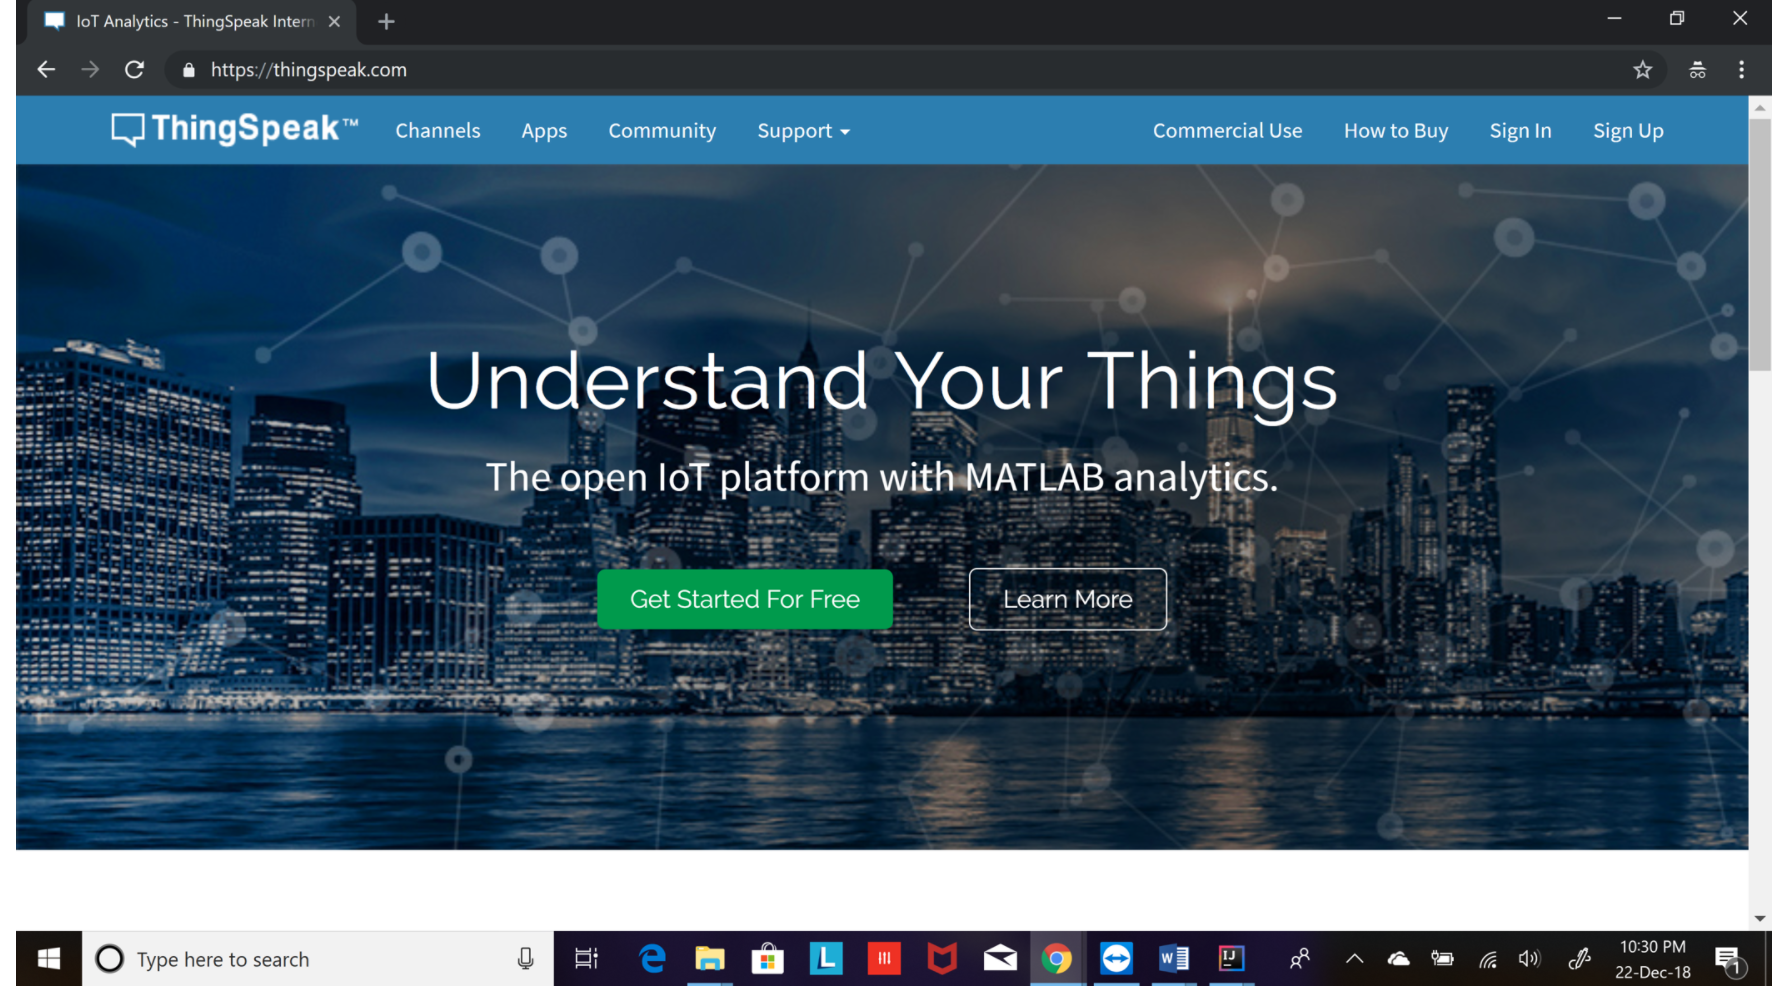 IoT Analytics - ThingSpeak Intern
https://thingspeak.com
ThingSpeak™ Channels Apps Community Support Commercial Use How to Buy Sign In Sign Up
Understand Your Things
The open IoT platform with MATLAB analytics.
Get Started For Free Learn More
Type here to search
L
W
IJ
10:30 PM
22-Dec-18
1